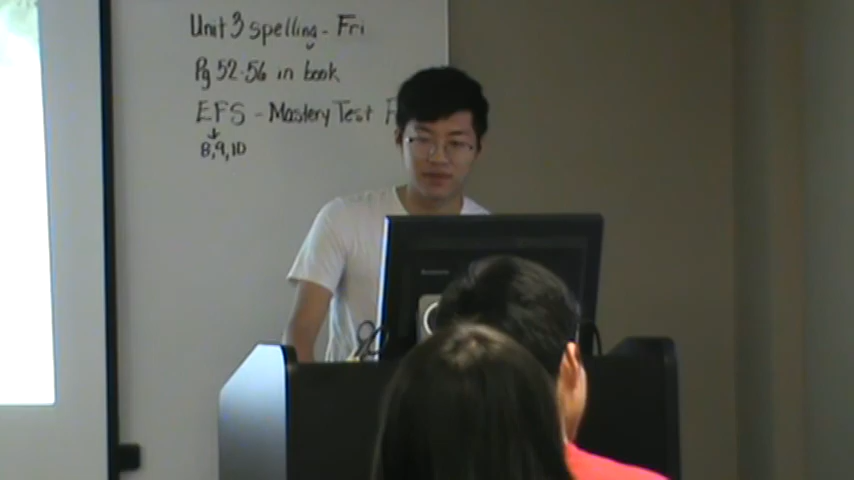 Unit 3 spelling - Fri
Pg 52-56 in book
EFS - Mastery Test F
↓
8,9,10